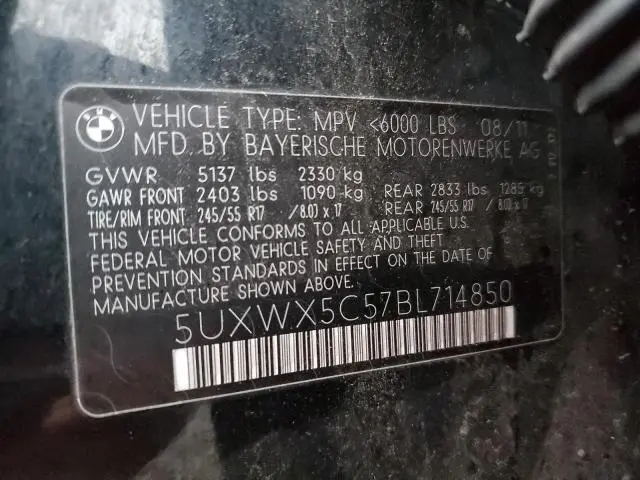 BMW
VEHICLE TYPE: MPV <6000 LBS 08/11
MFD. BY BAYERISCHE MOTORENWERKE AG
GVWR 5137 lbs 2330 kg
GAWR FRONT 2403 lbs 1090 kg REAR 2833 lbs 1285 kg
TIRE/RIM FRONT 245/55 R17 /8.0J x 17 REAR 245/55 R17 / 8.0J x 17
THIS VEHICLE CONFORMS TO ALL APPLICABLE U.S.
FEDERAL MOTOR VEHICLE SAFETY AND THEFT
PREVENTION STANDARDS IN EFFECT ON THE DATE OF
MANUFACTURE SHOWN ABOVE.
5UXWX5C57BL714850